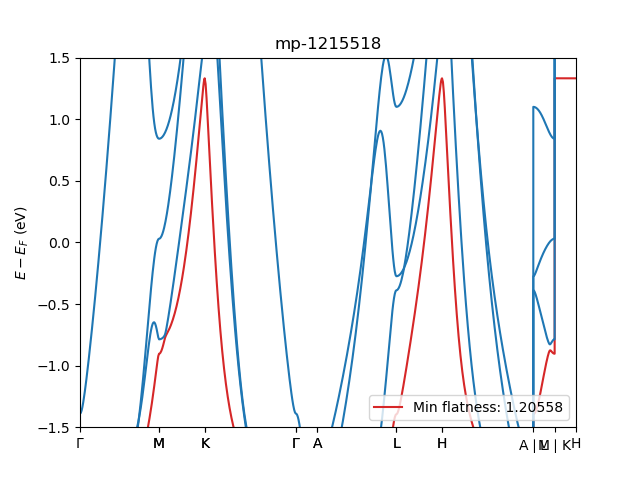 mp-1215518
1.5
1.0
0.5
0.0
−0.5
−1.0
−1.5
E − E_F (eV)
Min flatness: 1.20558
Γ M K Γ A L H A | K | H